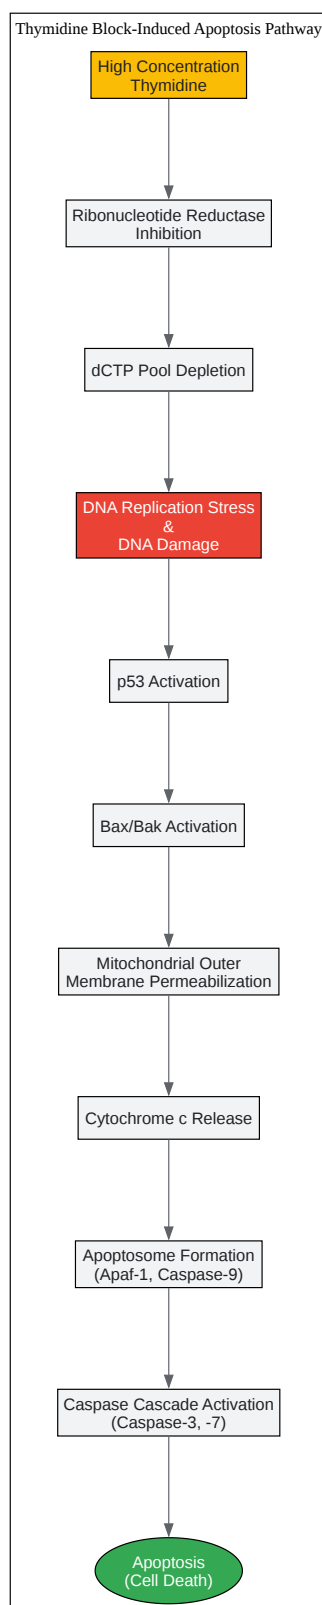 Thymidine Block-Induced Apoptosis Pathway
High Concentration
Thymidine
Ribonucleotide Reductase
Inhibition
dCTP Pool Depletion
DNA Replication Stress
&
DNA Damage
p53 Activation
Bax/Bak Activation
Mitochondrial Outer
Membrane Permeabilization
Cytochrome c Release
Apoptosome Formation
(Apaf-1, Caspase-9)
Caspase Cascade Activation
(Caspase-3, -7)
Apoptosis
(Cell Death)